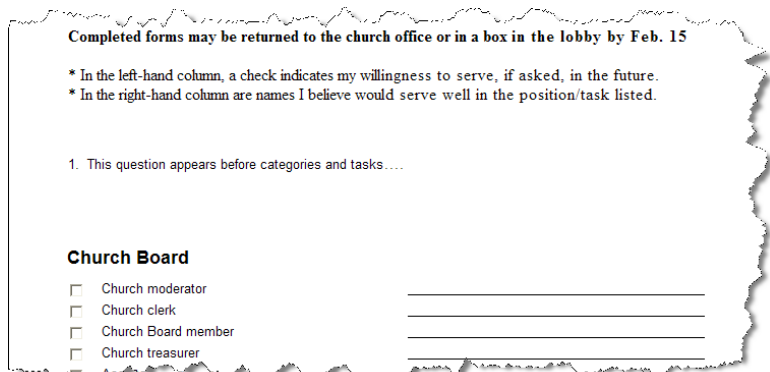 Completed forms may be returned to the church office or in a box in the lobby by Feb. 15
* In the left-hand column, a check indicates my willingness to serve, if asked, in the future.
* In the right-hand column are names I believe would serve well in the position/task listed.
1. This question appears before categories and tasks....
Church Board
Church moderator
Church clerk
Church Board member
Church treasurer